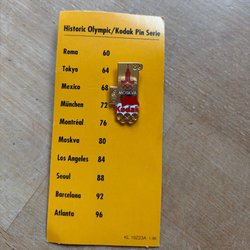 Historic Olympic/Kodak Pin Serie
Roma 60
Tokyo 64
Mexico 68
München 72
Montréal 76
Moskva 80
Los Angeles 84
Seoul 88
Barcelona 92
Atlanta 96
MOSKVA